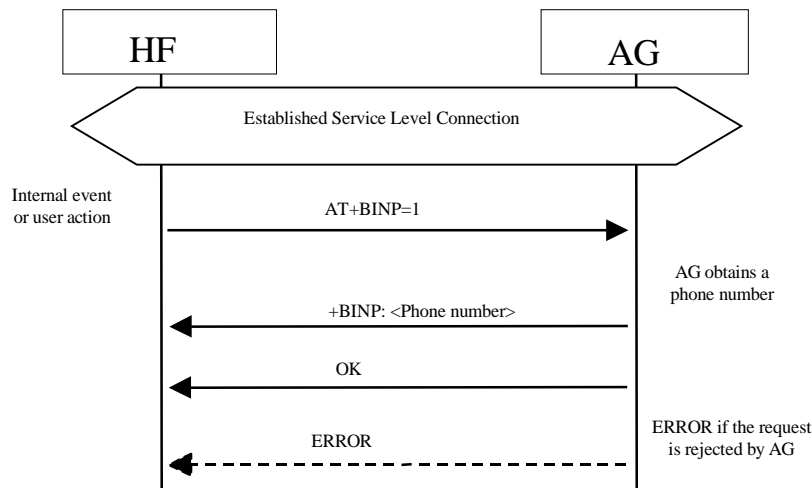 HF
AG
Established Service Level Connection
Internal event
or user action
AT+BINP=1
AG obtains a
phone number
+BINP: <Phone number>
OK
ERROR if the request
is rejected by AG
ERROR